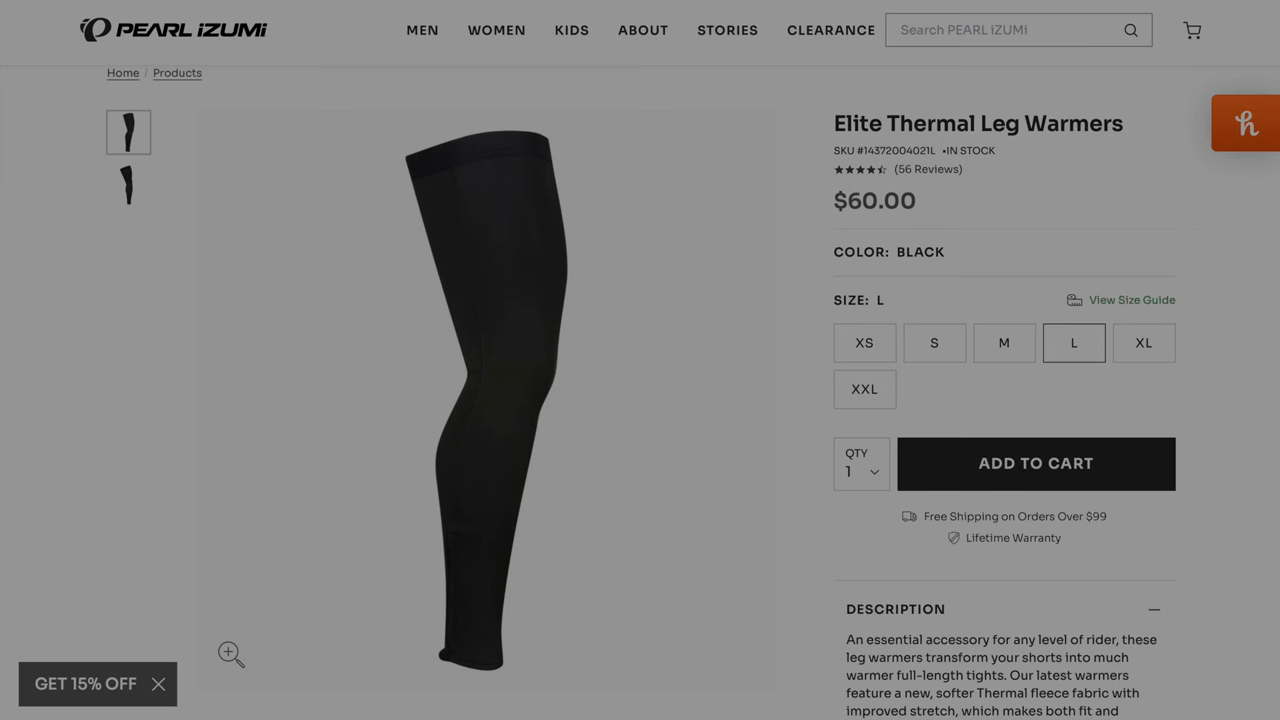 PEARL iZUMi
MEN WOMEN KIDS ABOUT STORIES CLEARANCE
Search PEARL iZUMi
Home / Products
Elite Thermal Leg Warmers
SKU #14372004021L •IN STOCK
(56 Reviews)
$60.00
COLOR: BLACK
SIZE: L
View Size Guide
XS S M L XL
XXL
QTY
1
ADD TO CART
Free Shipping on Orders Over $99
Lifetime Warranty
DESCRIPTION
An essential accessory for any level of rider, these
leg warmers transform your shorts into much
warmer full-length tights. Our latest warmers
feature a new, softer Thermal fleece fabric with
improved stretch, which makes both fit and
GET 15% OFF
h